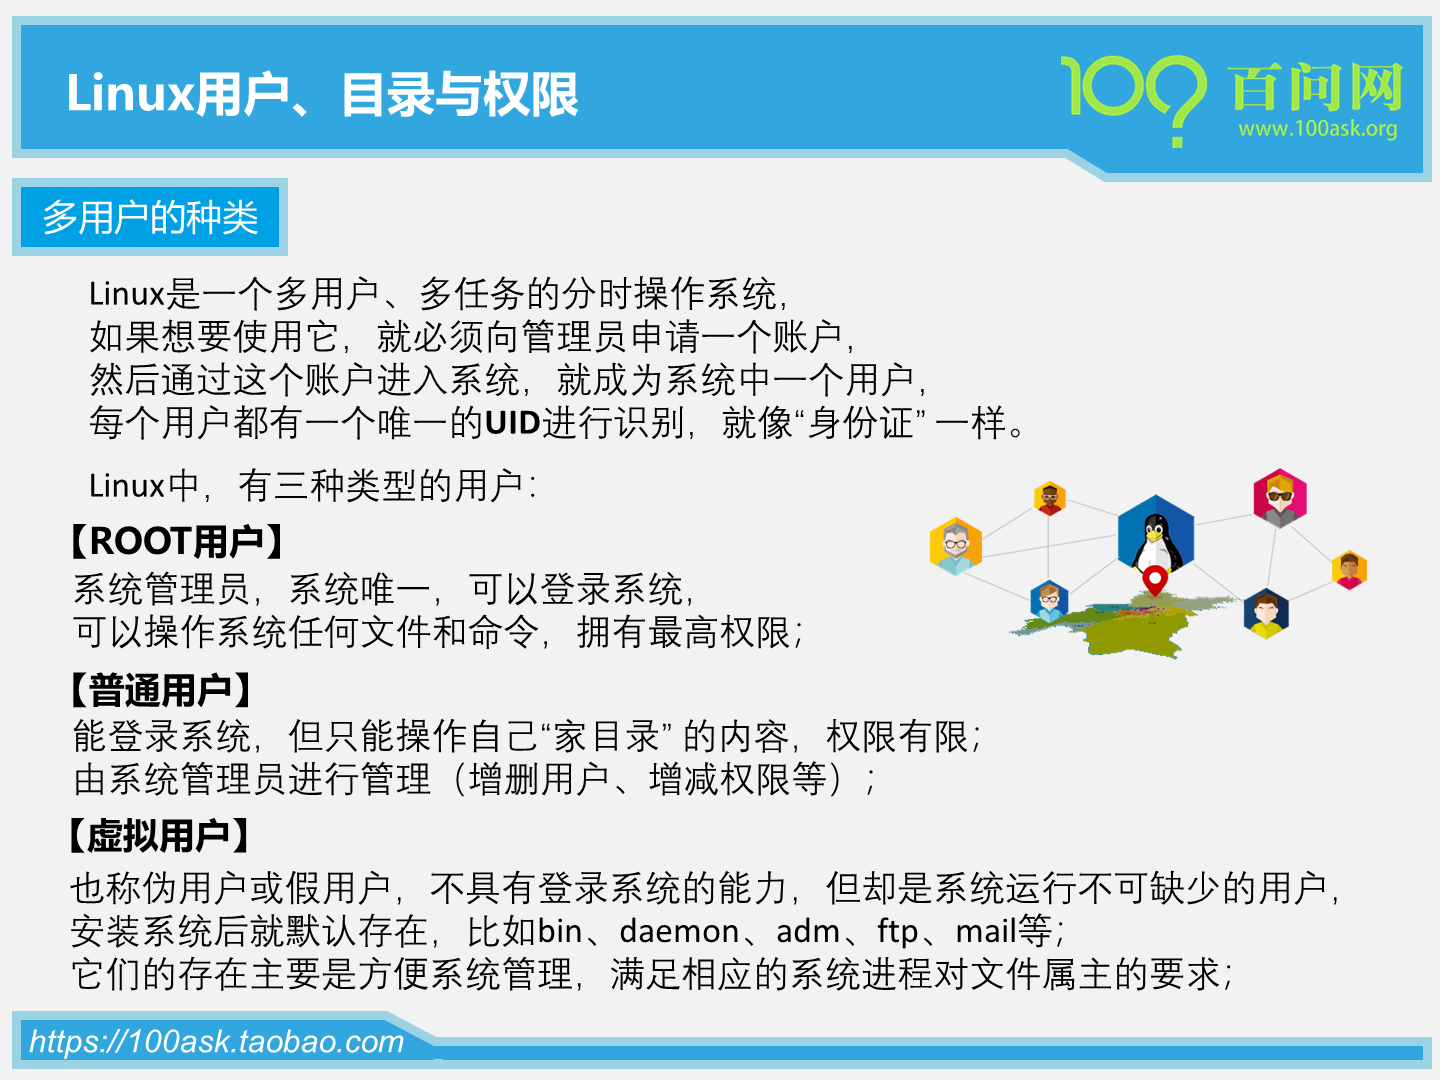 Linux用户、目录与权限
100?
百问网
www.100ask.org
多用户的种类
Linux是一个多用户、多任务的分时操作系统，
如果想要使用它，就必须向管理员申请一个账户，
然后通过这个账户进入系统，就成为系统中一个用户，
每个用户都有一个唯一的UID进行识别，就像“身份证” 一样。
Linux中，有三种类型的用户：
【ROOT用户】
系统管理员，系统唯一，可以登录系统，
可以操作系统任何文件和命令，拥有最高权限；
【普通用户】
能登录系统，但只能操作自己“家目录” 的内容，权限有限；
由系统管理员进行管理（增删用户、增减权限等）；
【虚拟用户】
也称伪用户或假用户，不具有登录系统的能力，但却是系统运行不可缺少的用户，
安装系统后就默认存在，比如bin、daemon、adm、ftp、mail等；
它们的存在主要是方便系统管理，满足相应的系统进程对文件属主的要求；
https://100ask.taobao.com